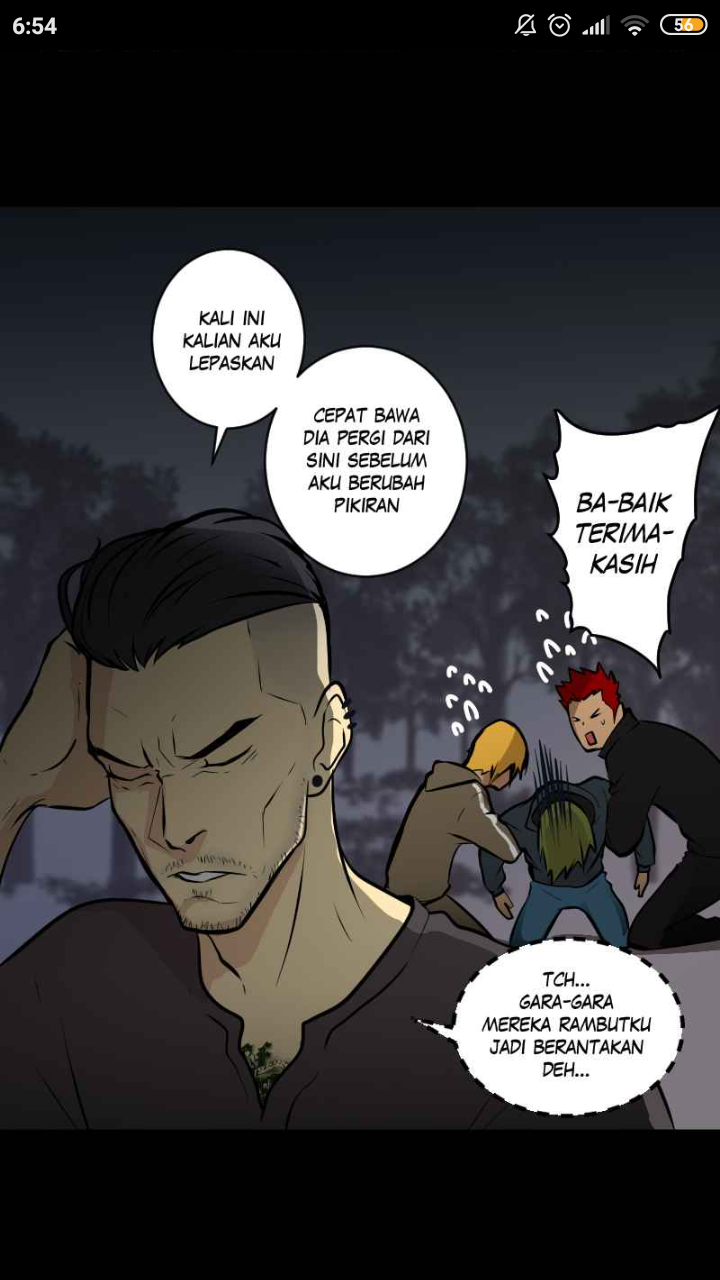 6:54
56
KALI INI
KALIAN AKU
LEPASKAN
CEPAT BAWA
DIA PERGI DARI
SINI SEBELUM
AKU BERUBAH
PIKIRAN
BA-BAIK
TERIMA-
KASIH
TCH...
GARA-GARA
MEREKA RAMBUTKU
JADI BERANTAKAN
DEH...